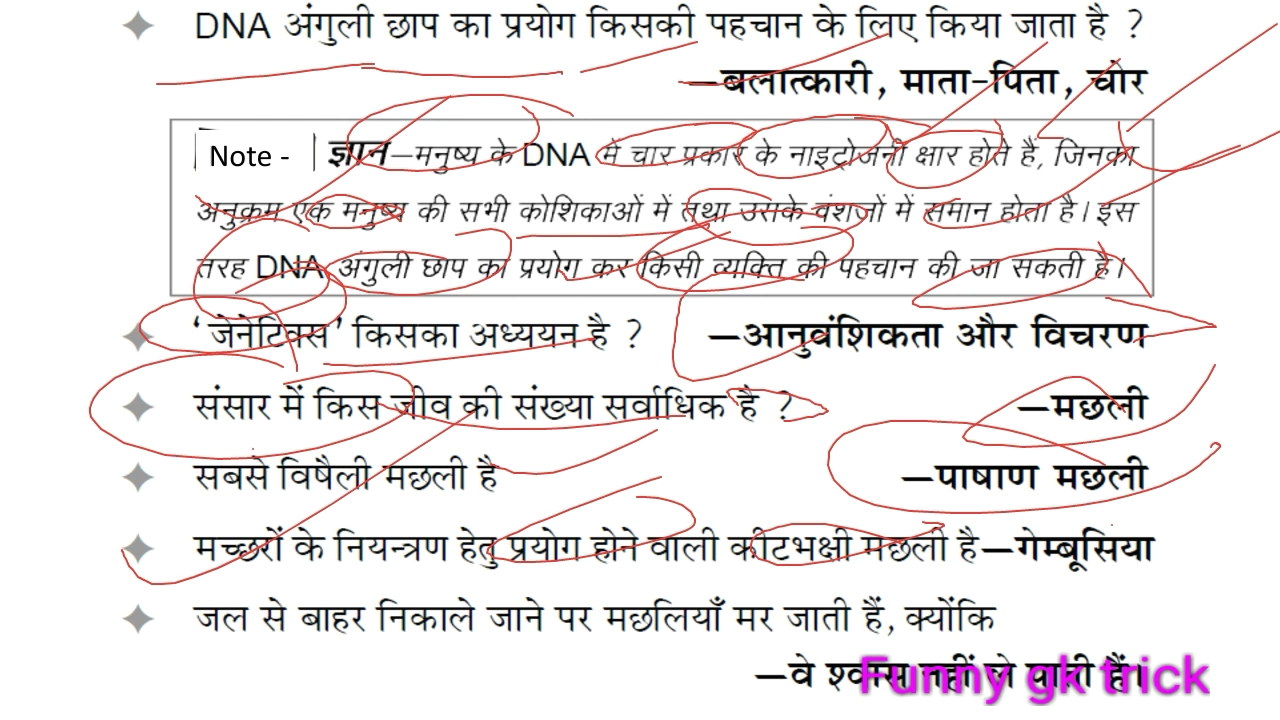 DNA अंगुली छाप का प्रयोग किसकी पहचान के लिए किया जाता है ?
—बलात्कारी, माता-पिता, चोर
Note - ज्ञान—मनुष्य के DNA में चार प्रकार के नाइट्रोजनी क्षार होते हैं, जिनका
अनुक्रम एक मनुष्य की सभी कोशिकाओं में तथा उसके वंशजों में समान होता है। इस
तरह DNA अंगुली छाप का प्रयोग कर किसी व्यक्ति की पहचान की जा सकती है।
'जेनेटिक्स' किसका अध्ययन है ? —आनुवंशिकता और विचरण
संसार में किस जीव की संख्या सर्वाधिक है ? —मछली
सबसे विषैली मछली है —पाषाण मछली
मच्छरों के नियन्त्रण हेतु प्रयोग होने वाली कीटभक्षी मछली है—गेम्बूसिया
जल से बाहर निकाले जाने पर मछलियाँ मर जाती हैं, क्योंकि
—वे श्वास नहीं ले पाती हैं।
Funny gk trick